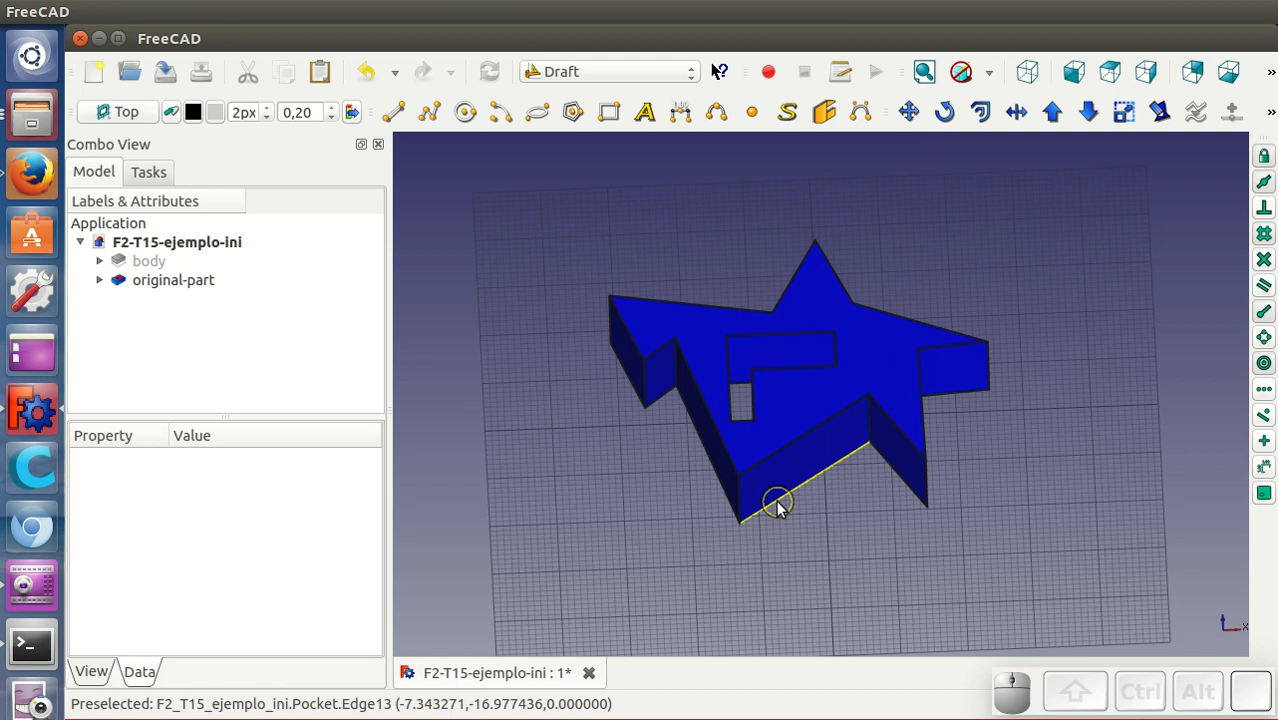 FreeCAD
FreeCAD
Draft
»
Top
2px
0,20
A
S
»
Combo View
Model
Tasks
Labels & Attributes
Application
F2-T15-ejemplo-ini
body
original-part
Property
Value
View
Data
x
F2-T15-ejemplo-ini : 1*
Ctrl
Alt
Preselected: F2_T15_ejemplo_ini.Pocket.Edge13 (-7.343271,-16.977436,0.000000)